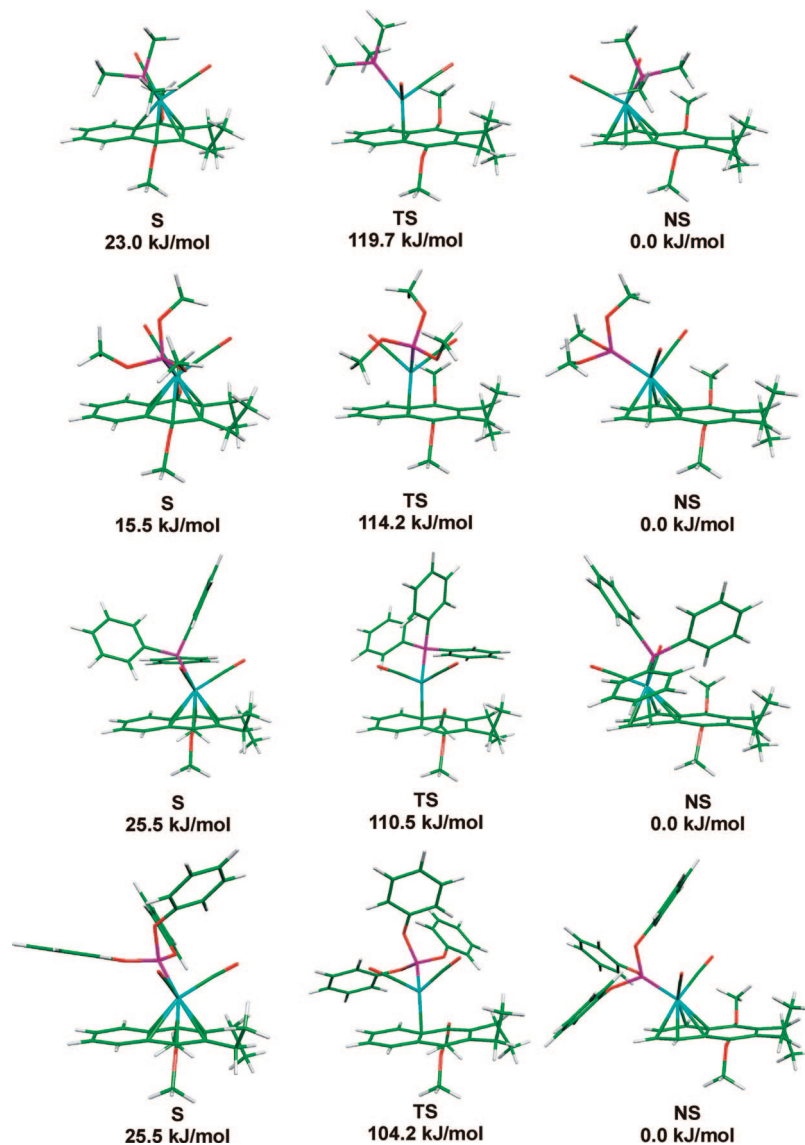 S
TS
NS
23.0 kJ/mol
119.7 kJ/mol
0.0 kJ/mol
S
TS
NS
15.5 kJ/mol
114.2 kJ/mol
0.0 kJ/mol
S
TS
NS
25.5 kJ/mol
110.5 kJ/mol
0.0 kJ/mol
S
TS
NS
25.5 kJ/mol
104.2 kJ/mol
0.0 kJ/mol